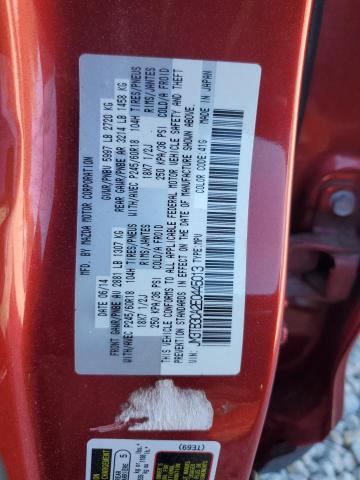 MFD. BY MAZDA MOTOR CORPORATION
DATE: 06/14 GVWR/PNBV 5997 LB 2720 KG
FRONT GAWR/PNBE AV 2881 LB 1307 KG REAR GAWR/PNBE AR 3214 LB 1458 KG
WITH/AVEC P245/60R18 104H TIRES/PNEUS WITH/AVEC P245/60R18 104H TIRES/PNEUS
18X7 1/2J RIMS/JANTES 18X7 1/2J RIMS/JANTES
250 KPA/36 PSI COLD/A FROID 250 KPA/36 PSI COLD/A FROID
THIS VEHICLE CONFORMS TO ALL APPLICABLE FEDERAL MOTOR VEHICLE SAFETY AND THEFT
PREVENTION STANDARDS IN EFFECT ON THE DATE OF MANUFACTURE SHOWN ABOVE.
JM3TB3CA2E0445013 TYPE: MPV COLOR CODE: 41G MADE IN JAPAN
(TE69)